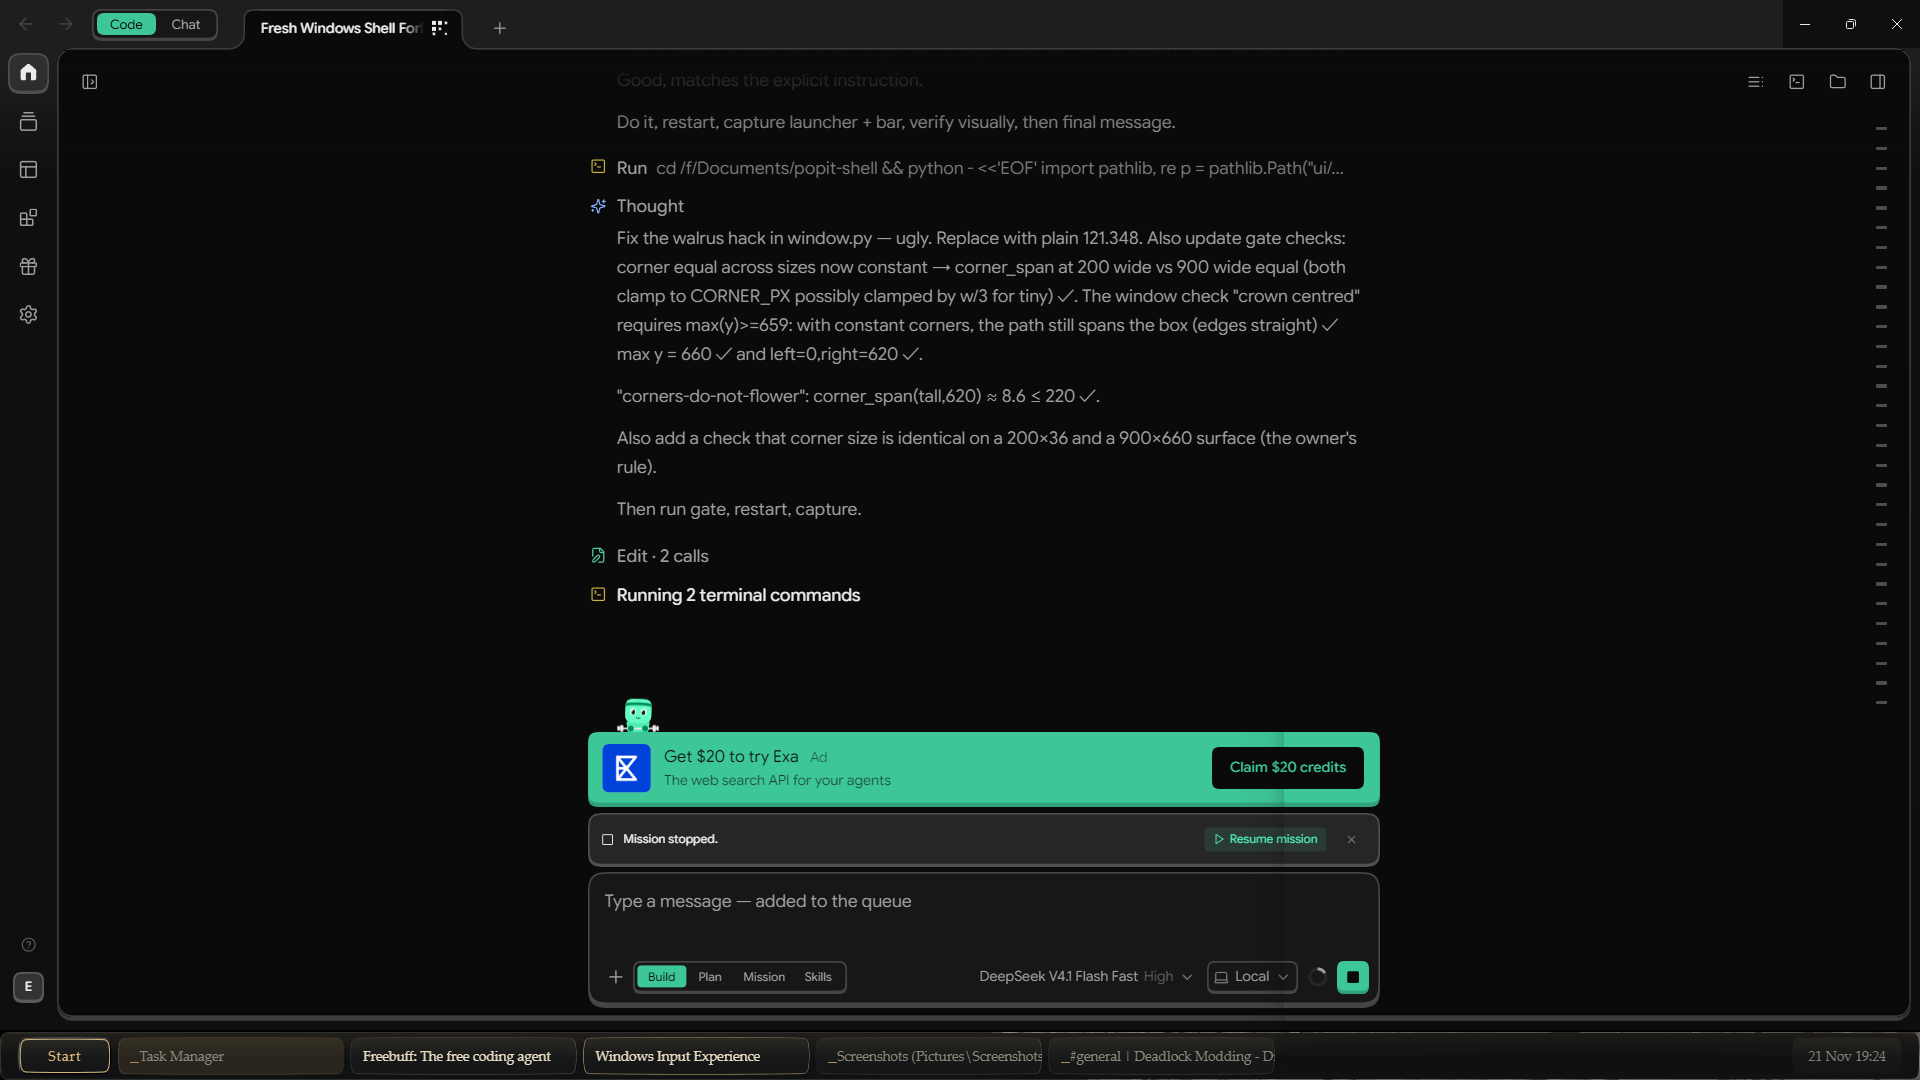 Code
Chat
Fresh Windows Shell For
Good, matches the explicit instruction.
Do it, restart, capture launcher + bar, verify visually, then final message.
Run cd /f/Documents/popit-shell && python - <<'EOF' import pathlib, re p = pathlib.Path("ui/...
Thought
Fix the walrus hack in window.py — ugly. Replace with plain 121.348. Also update gate checks:
corner equal across sizes now constant → corner_span at 200 wide vs 900 wide equal (both
clamp to CORNER_PX possibly clamped by w/3 for tiny) ✓. The window check "crown centred"
requires max(y)>=659: with constant corners, the path still spans the box (edges straight) ✓
max y = 660 ✓ and left=0,right=620 ✓.
"corners-do-not-flower": corner_span(tall,620) ≈ 8.6 ≤ 220 ✓.
Also add a check that corner size is identical on a 200×36 and a 900×660 surface (the owner's
rule).
Then run gate, restart, capture.
Edit · 2 calls
Running 2 terminal commands
Get $20 to try Exa Ad
The web search API for your agents
Claim $20 credits
Mission stopped.
Resume mission
Type a message — added to the queue
Build
Plan
Mission
Skills
DeepSeek V4.1 Flash Fast High
Local
E
Start
_Task Manager
Freebuff: The free coding agent
Windows Input Experience
_Screenshots (Pictures\Screenshots
_#general | Deadlock Modding - D
21 Nov 19:24